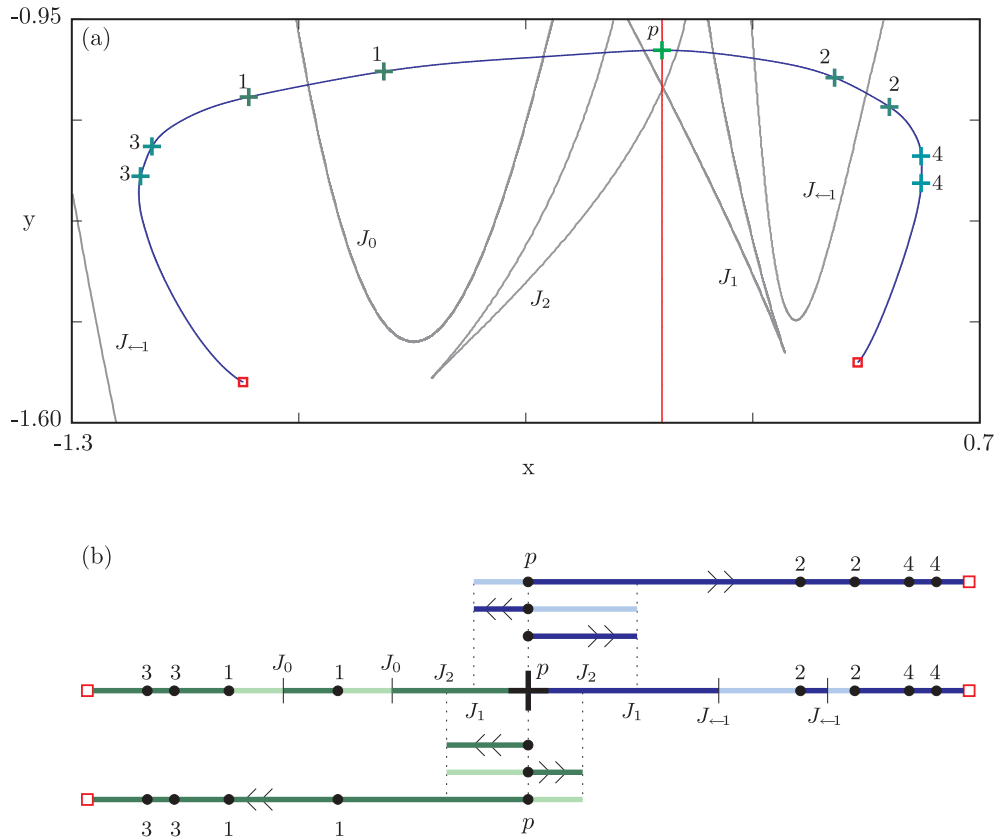 -0.95
(a)
p
1
1
2
2
3
3
4
4
J₀
J₂
J₁
J←1
J←1
y
-1.60
-1.3
0.7
x
(b)
p
2 2 4 4
3 3 1 J₀ 1 J₀ J₂ p J₂ 2 2 4 4
J₁ J₁ J←1 J←1
3 3 1 1 p